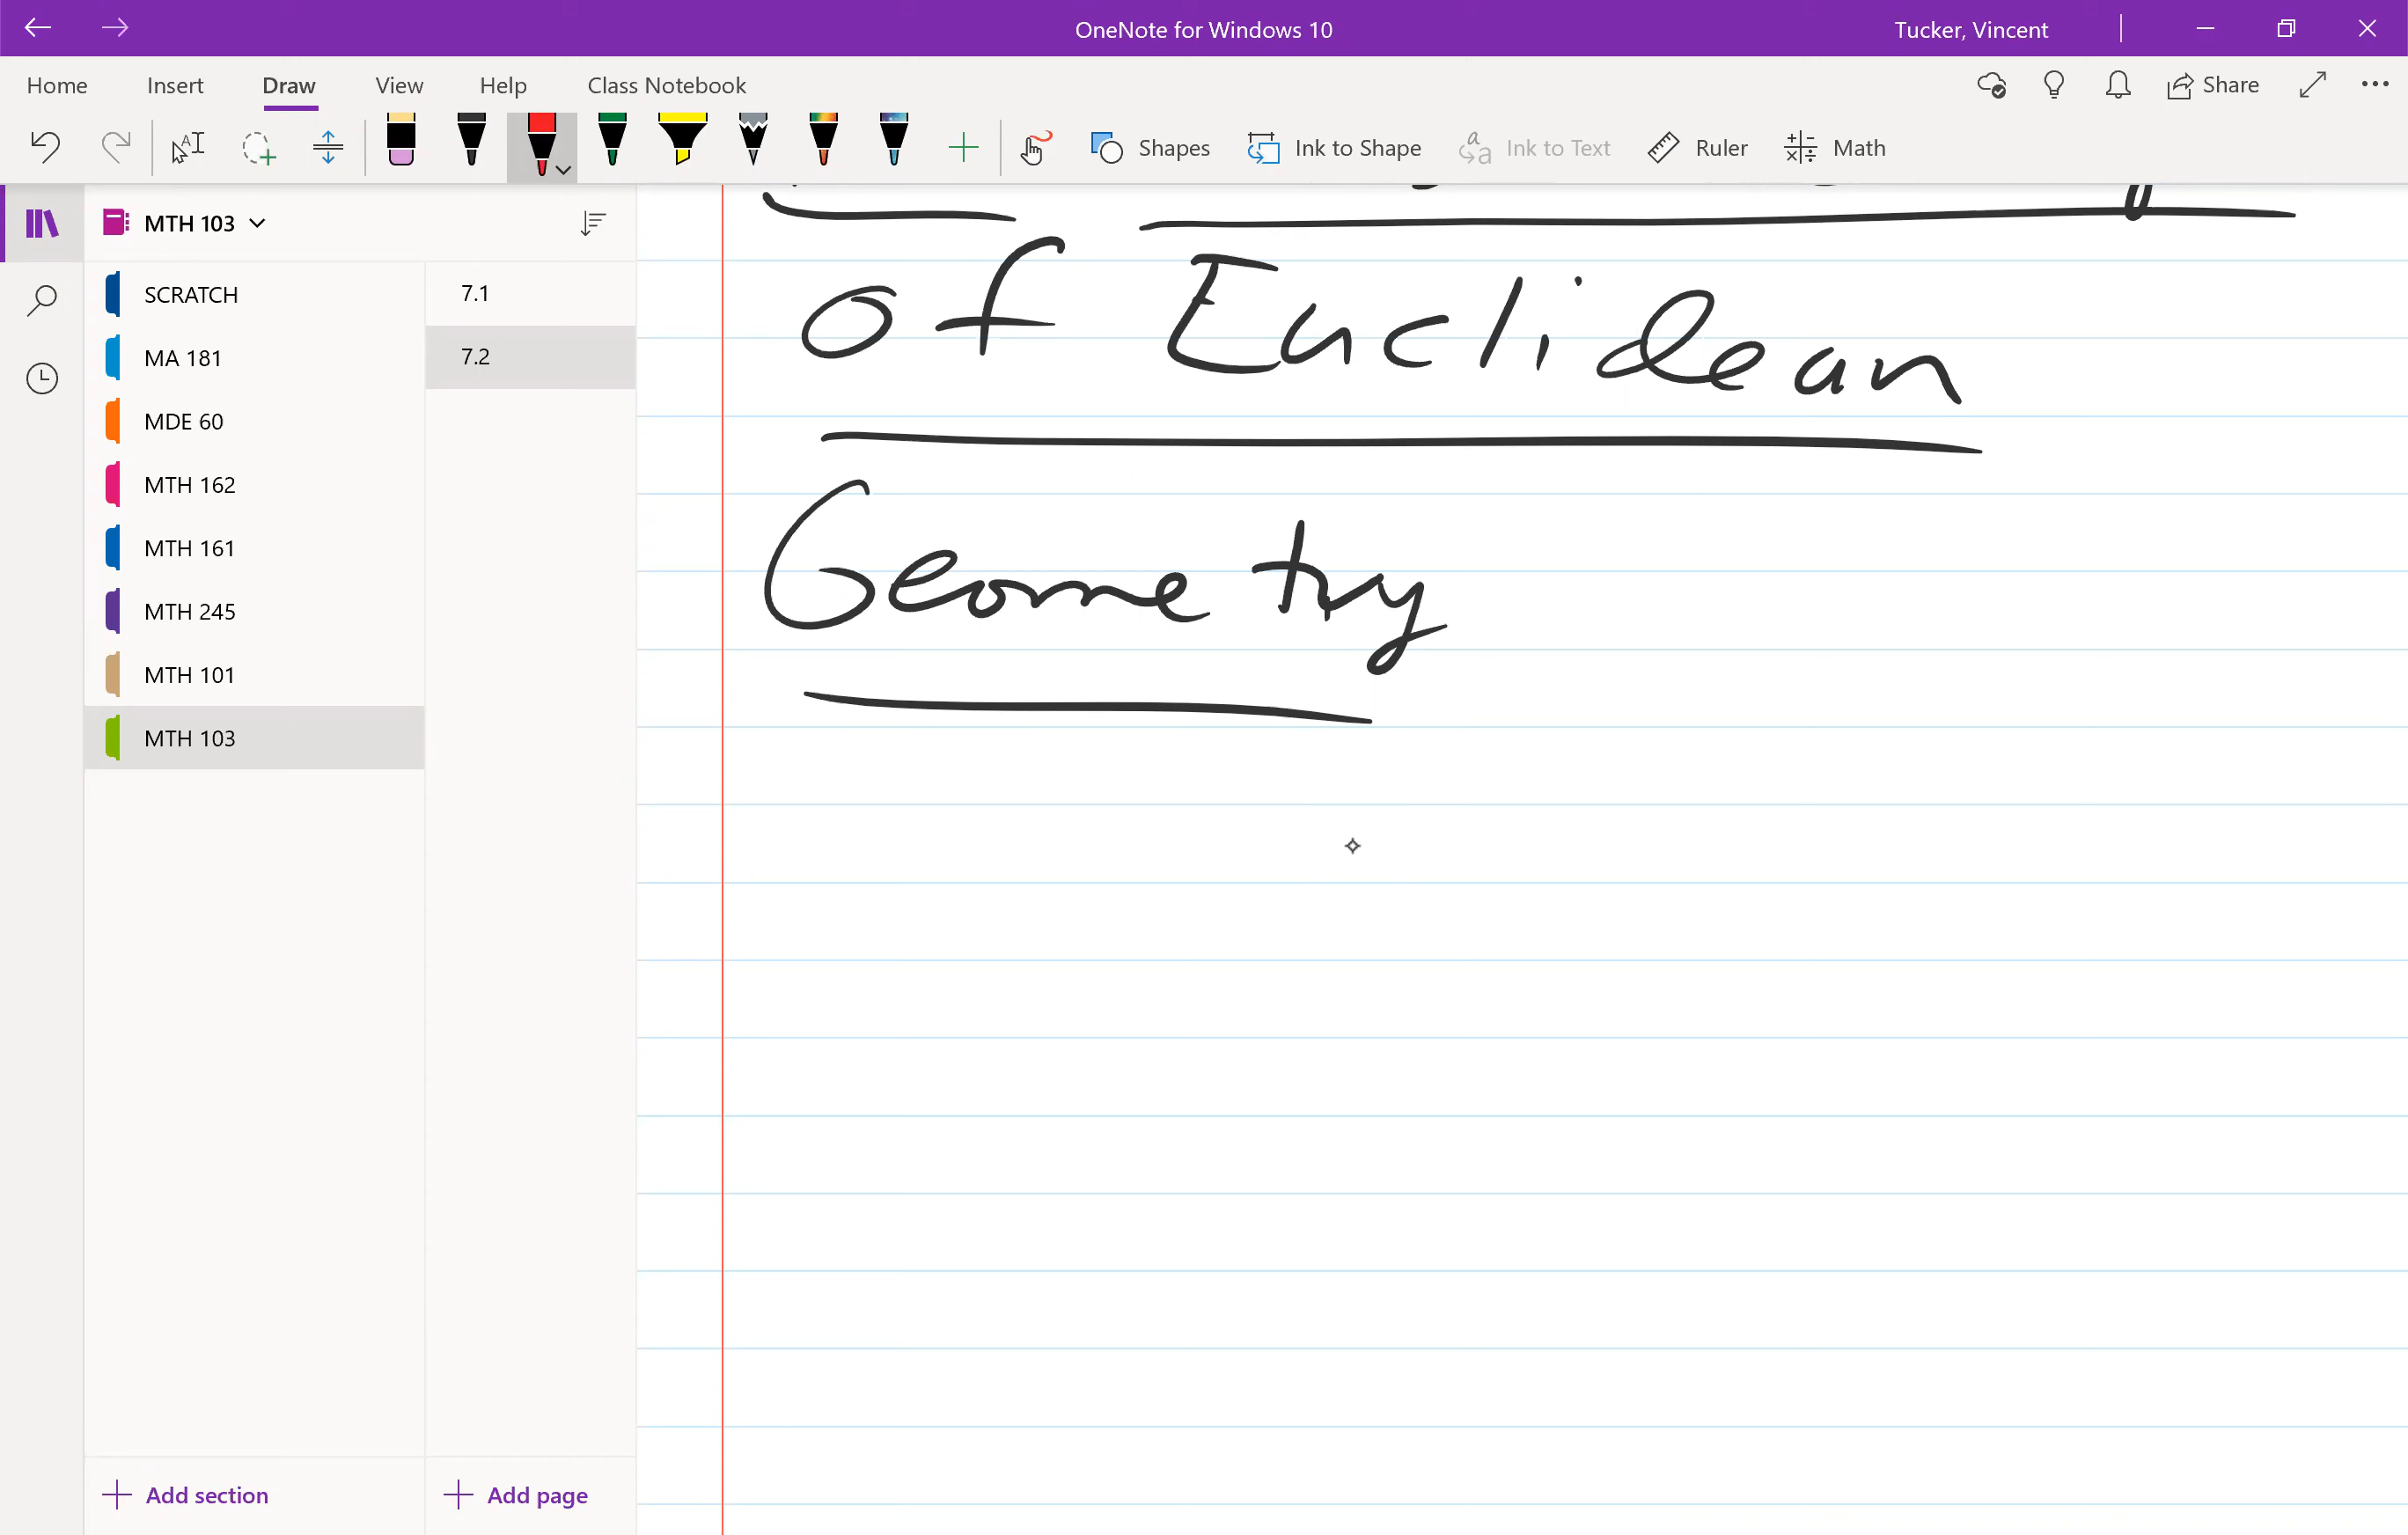 OneNote for Windows 10 Tucker, Vincent
Home Insert Draw View Help Class Notebook Share
Shapes Ink to Shape Ink to Text Ruler Math
MTH 103
SCRATCH
MA 181
MDE 60
MTH 162
MTH 161
MTH 245
MTH 101
MTH 103
7.1
7.2
of Euclidean
Geometry
Add section
Add page